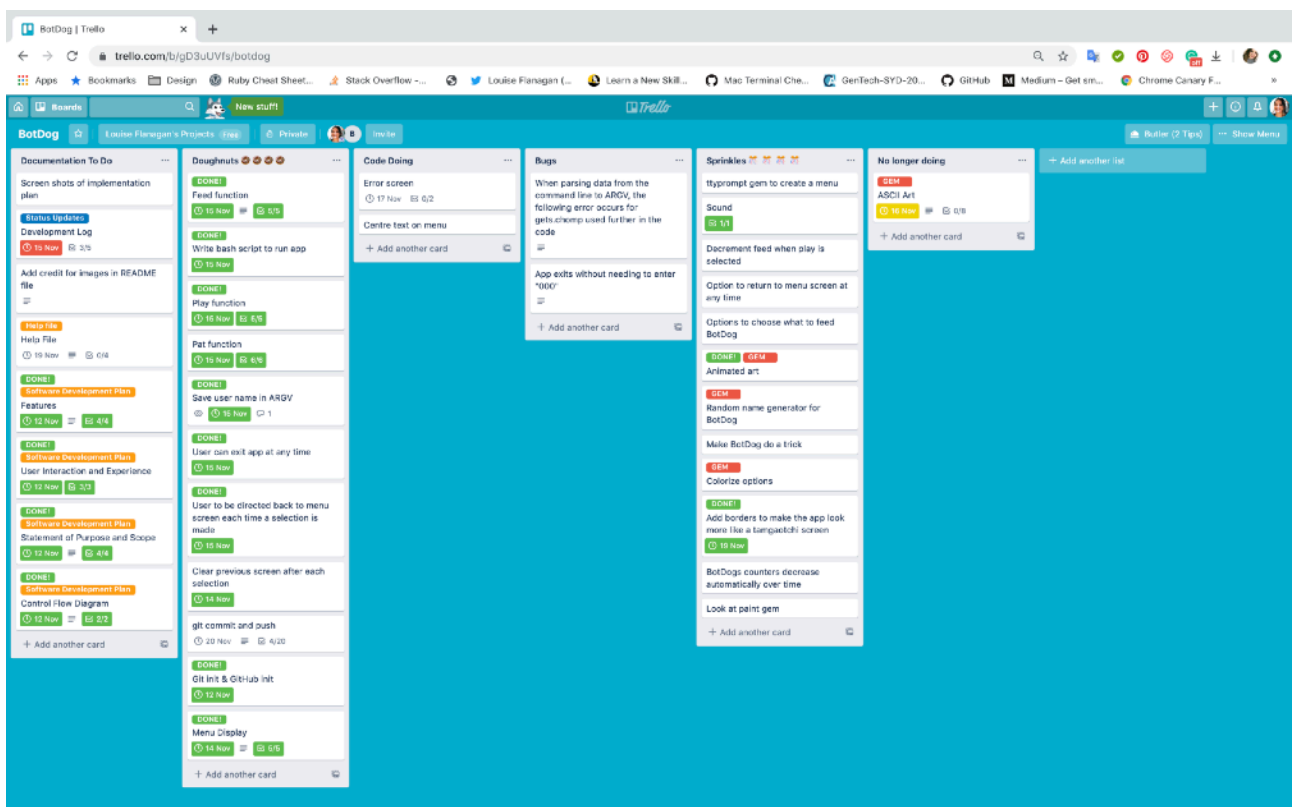 BotDog | Trello
trello.com/b/gD3uUVfs/botdog
Apps
Bookmarks
Design
Ruby Cheat Sheet...
Stack Overflow -...
Louise Flanagan (...
Learn a New Skill...
Mac Terminal Che...
GenTech-SYD-20...
GitHub
Medium – Get sm...
Chrome Canary F...
»
Boards
New stuff!
Trello
BotDog
Louise Flanagan's Projects Free
Private
B
Invite
Butler (2 Tips)
Show Menu
Documentation To Do
Screen shots of implementation
plan
Status Updates
Development Log
15 Nov 3/5
Add credit for images in README
file
Help file
Help File
19 Nov 0/4
DONE!
Software Development Plan
Features
12 Nov 4/4
DONE!
Software Development Plan
User Interaction and Experience
12 Nov 3/3
DONE!
Software Development Plan
Statement of Purpose and Scope
12 Nov 4/4
DONE!
Software Development Plan
Control Flow Diagram
12 Nov 2/2
+ Add another card
Doughnuts
DONE!
Feed function
15 Nov 5/5
DONE!
Write bash script to run app
15 Nov
DONE!
Play function
15 Nov
Pat function
15 Nov 6/6
DONE!
Save user name in ARGV
15 Nov 1
DONE!
User can exit app at any time
15 Nov
DONE!
User to be directed back to menu
screen each time a selection is
made
15 Nov
Clear previous screen after each
selection
14 Nov
git commit and push
20 Nov 4/20
DONE!
Git init & GitHub init
12 Nov
DONE!
Menu Display
14 Nov 6/6
+ Add another card
Code Doing
Error screen
17 Nov 0/2
Centre text on menu
+ Add another card
Bugs
When parsing data from the
command line to ARGV, the
following error occurs for
gets.chomp used further in the
code
App exits without needing to enter
"000"
+ Add another card
Sprinkles
ttyprompt gem to create a menu
Sound
1/1
Decrement feed when play is
selected
Option to return to menu screen at
any time
Options to choose what to feed
BotDog
DONE! GEM
Animated art
GEM
Random name generator for
BotDog
Make BotDog do a trick
GEM
Colorize options
DONE!
Add borders to make the app look
more like a tamgaotchi screen
19 Nov
BotDogs counters decrease
automatically over time
Look at paint gem
+ Add another card
No longer doing
GEM
ASCII Art
16 Nov
+ Add another card
+ Add another list